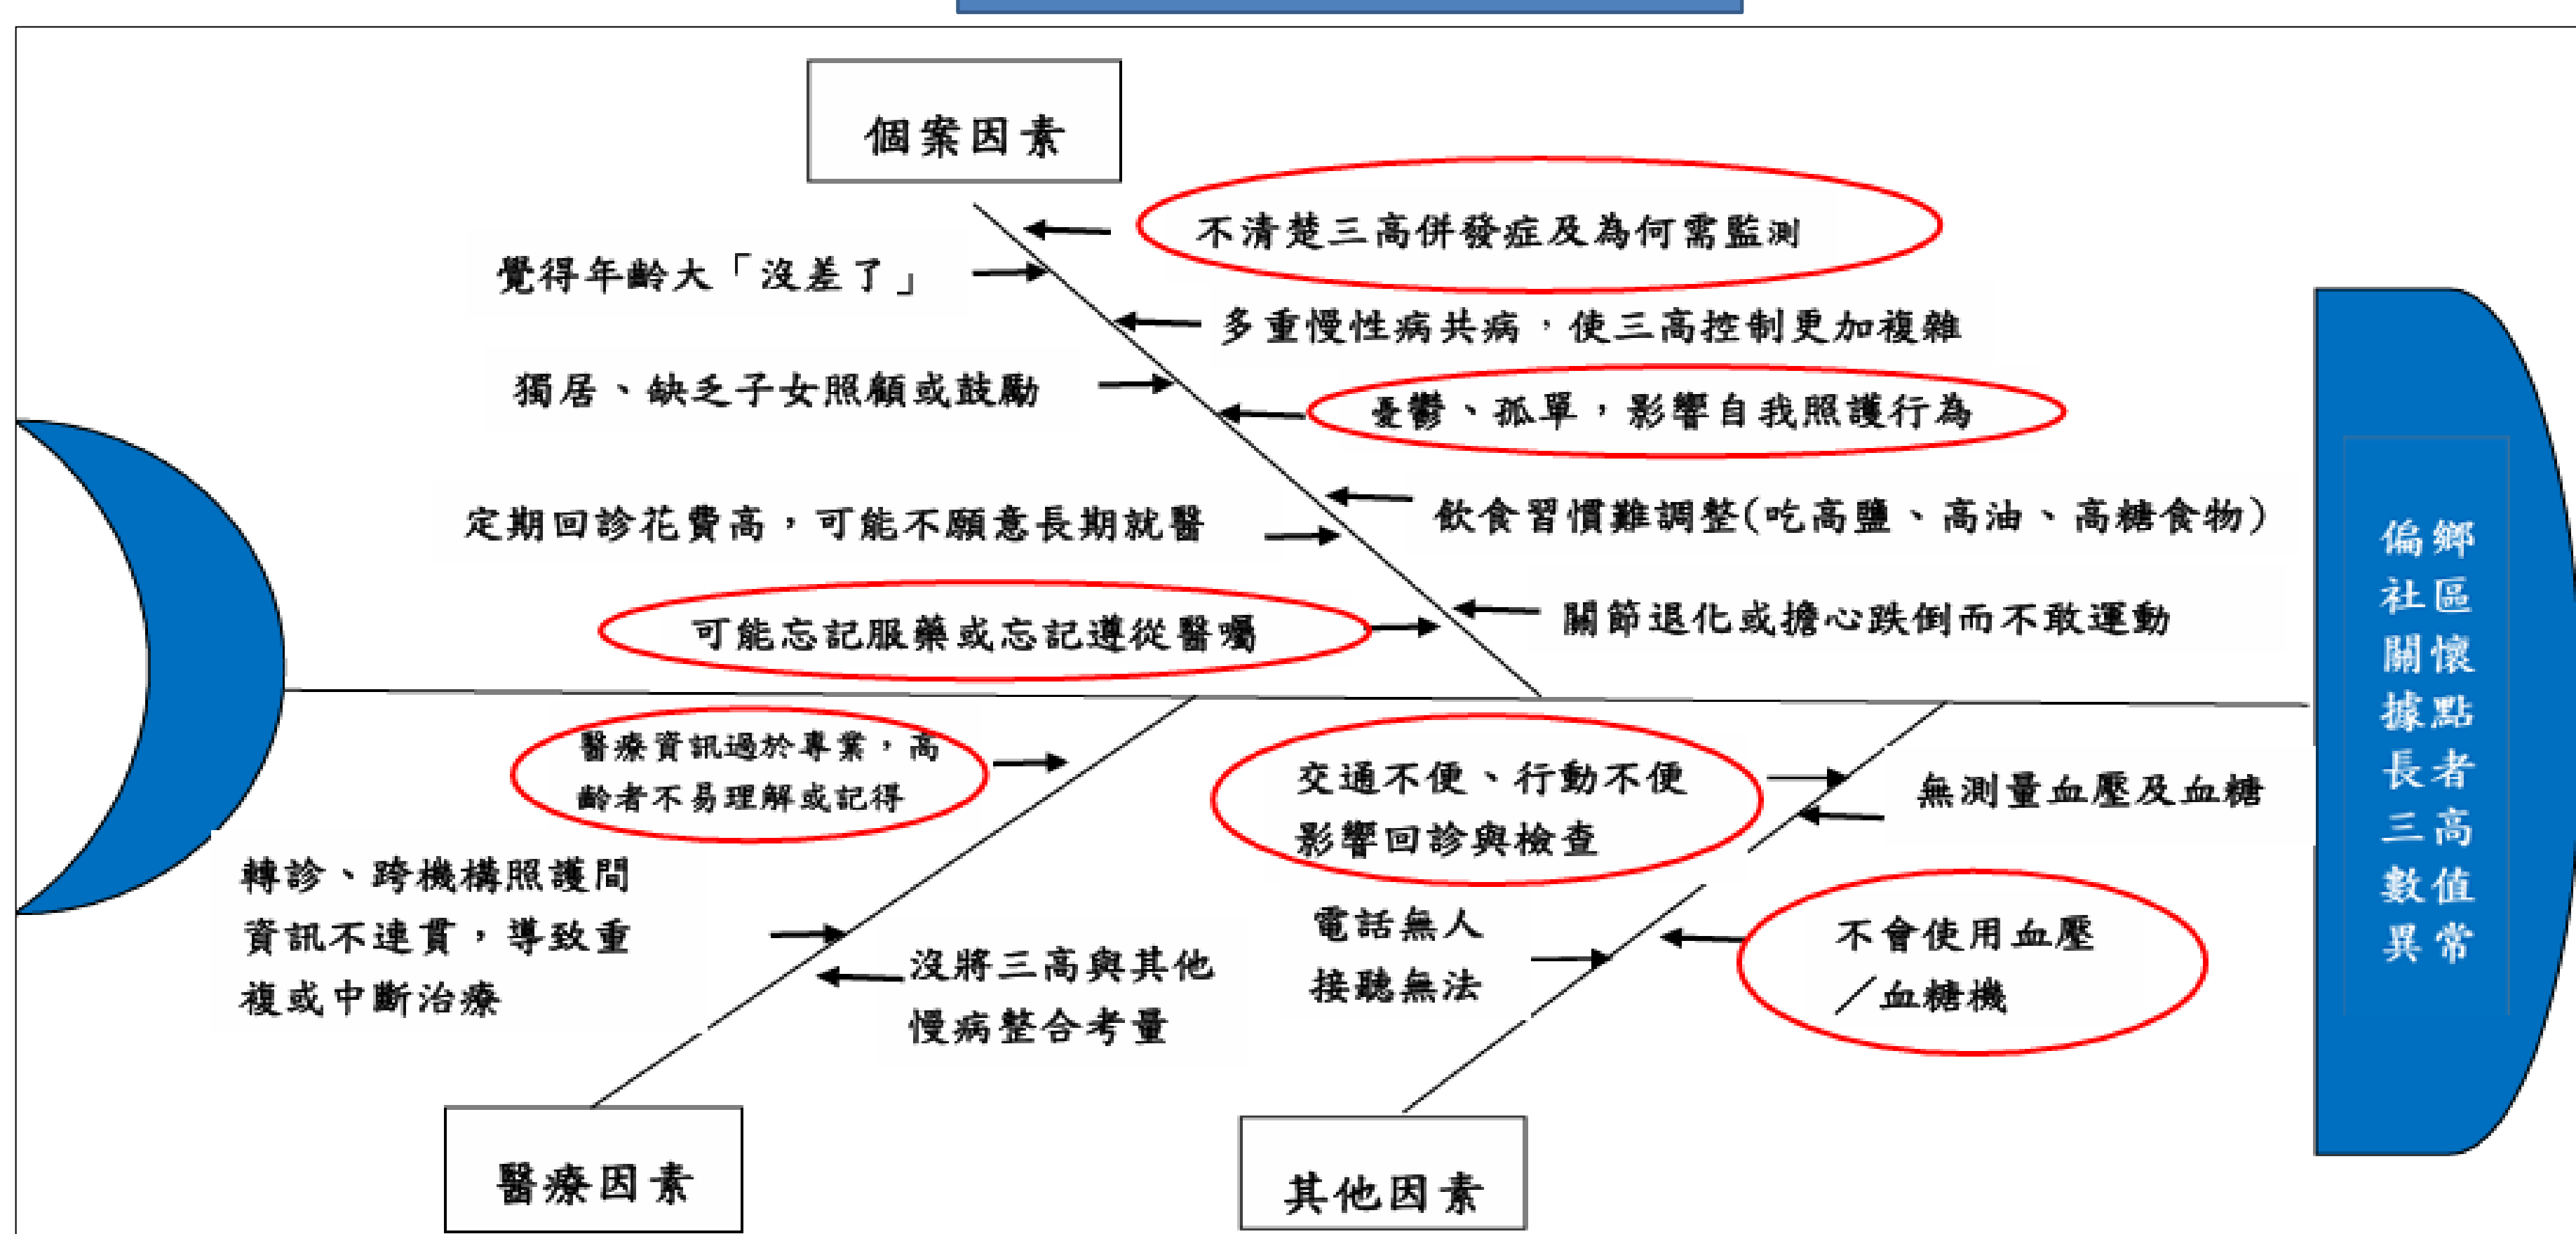 個案因素
不清楚三高併發症及為何需監測
覺得年齡大「沒差了」
多重慢性病共病，使三高控制更加複雜
獨居、缺乏子女照顧或鼓勵
憂鬱、孤單，影響自我照護行為
定期回診花費高，可能不願意長期就醫
飲食習慣難調整(吃高鹽、高油、高糖食物)
可能忘記服藥或忘記遵從醫囑
關節退化或擔心跌倒而不敢運動
醫療資訊過於專業，高
齡者不易理解或記得
轉診、跨機構照護間
資訊不連貫，導致重
複或中斷治療
沒將三高與其他
慢病整合考量
醫療因素
交通不便、行動不便
影響回診與檢查
無測量血壓及血糖
電話無人
接聽無法
不會使用血壓
／血糖機
其他因素
偏鄉
社區
關懷
據點
長者
三高
數值
異常